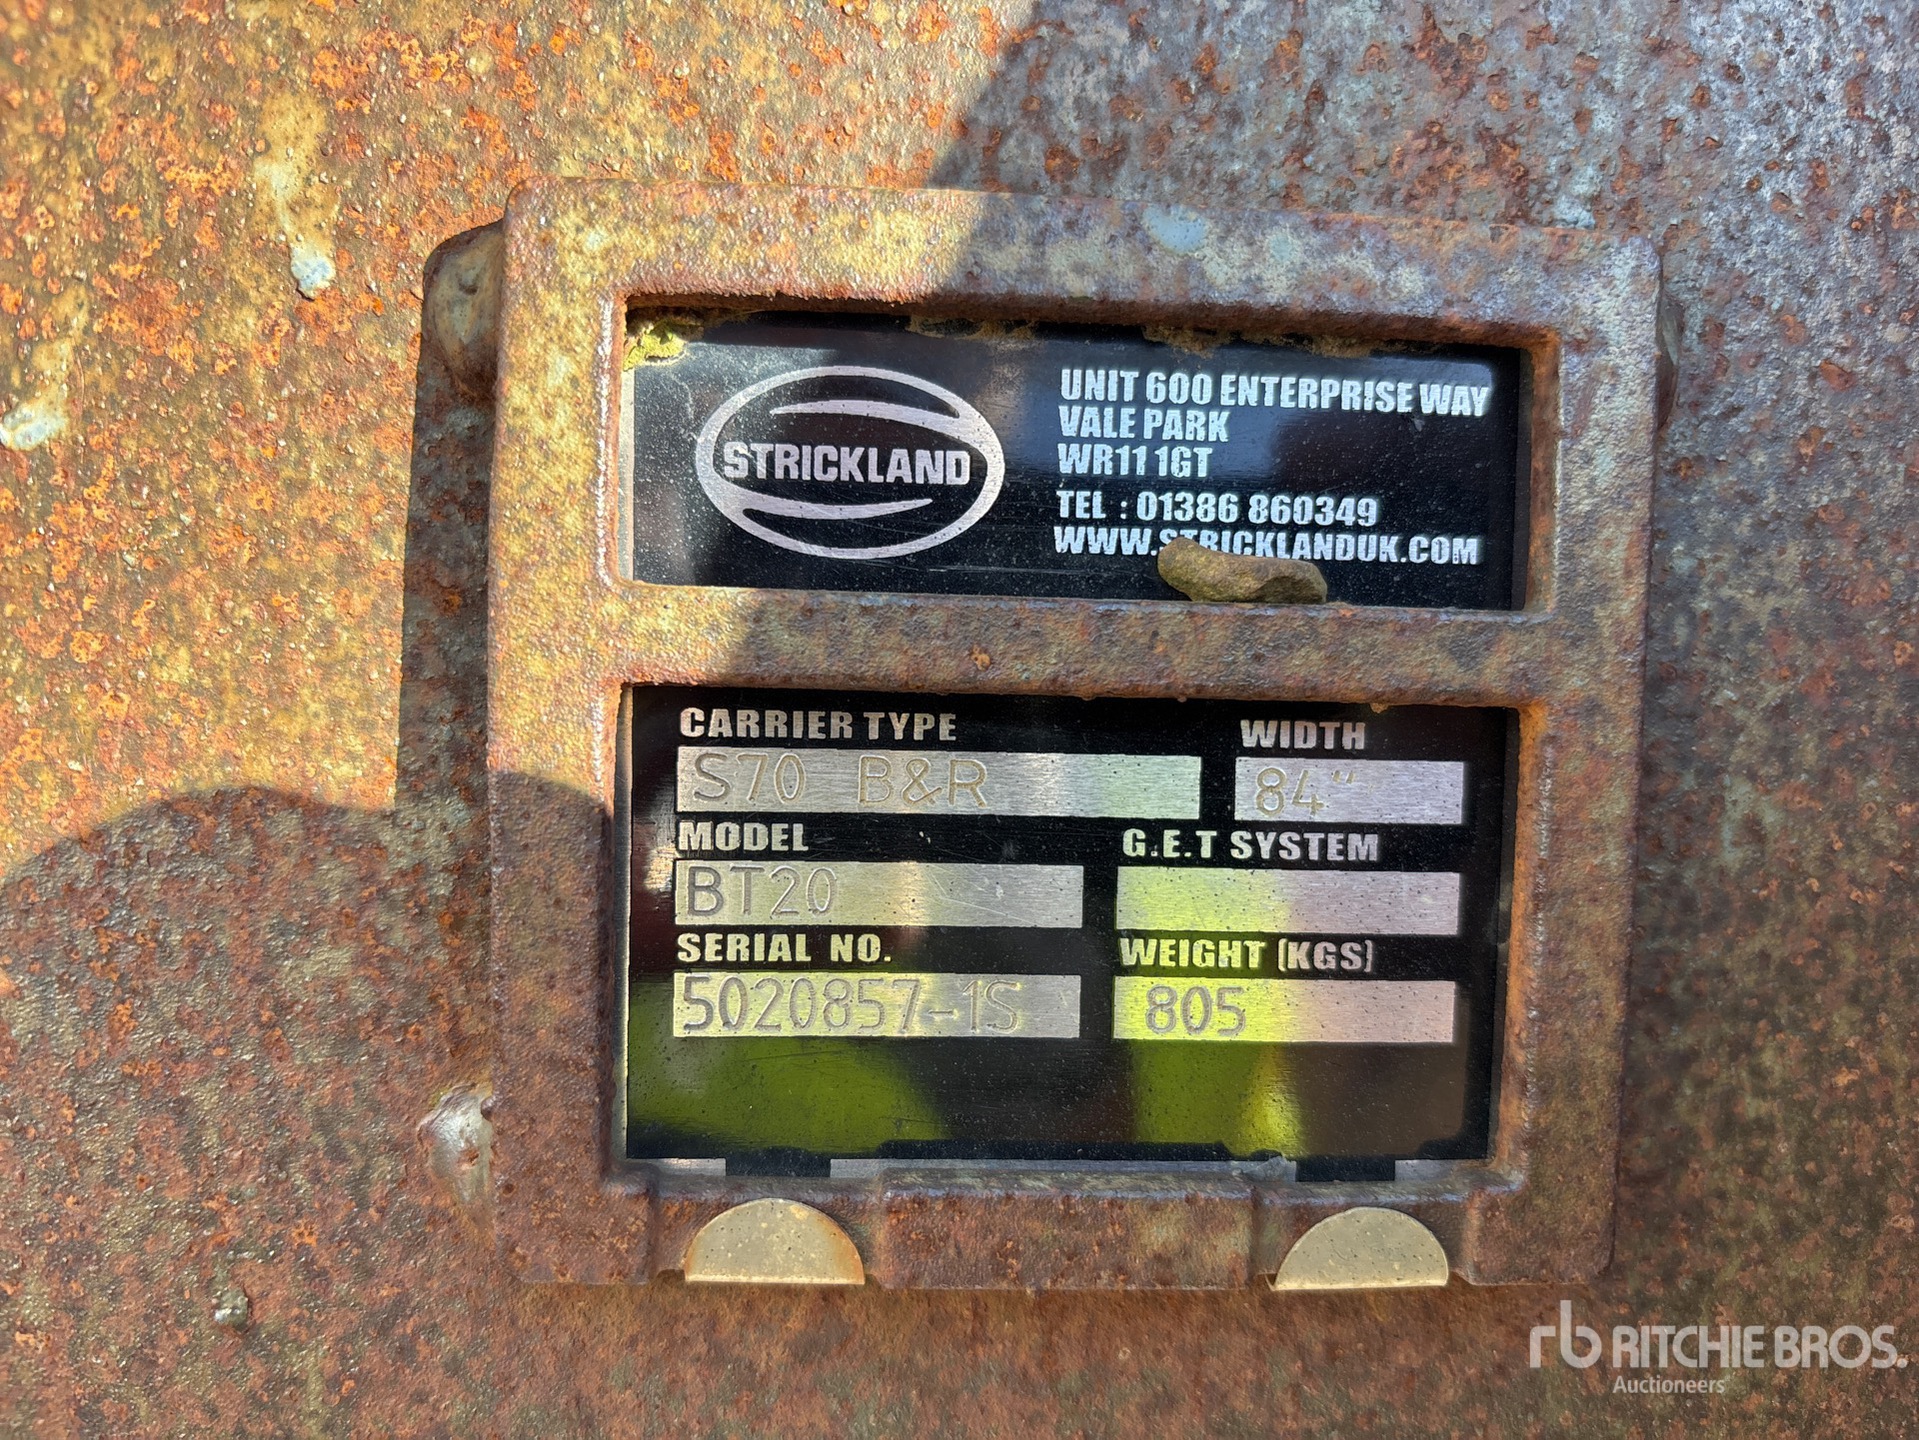 STRICKLAND
UNIT 600 ENTERPRISE WAY
VALE PARK
WR11 1GT
TEL : 01386 860349
WWW.STRICKLANDUK.COM
CARRIER TYPE
S70 B&R
WIDTH
84"
MODEL
BT20
G.E.T SYSTEM
SERIAL NO.
5020857-1S
WEIGHT (KGS)
805
rb RITCHIE BROS.
Auctioneers